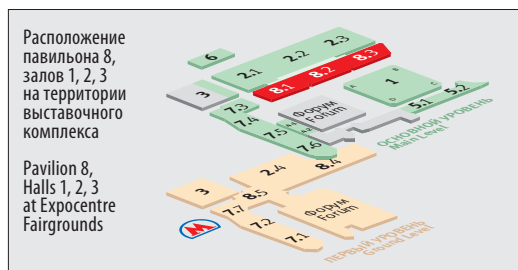 Расположение
павильона 8,
залов 1, 2, 3
на территории
выставочного
комплекса
Pavilion 8,
Halls 1, 2, 3
at Expocentre
Fairgrounds
6
2.1 2.2 2.3
8.1 8.2 8.3
3
1
A
B
C
D
7.3
7.4
7.5
7.6
Форум
Forum
5.1 5.2
ОСНОВНОЙ УРОВЕНЬ
Main Level
2.4 8.4
3
8.5
7.7
7.2
7.1
Форум
Forum
М
ПЕРВЫЙ УРОВЕНЬ
Ground Level